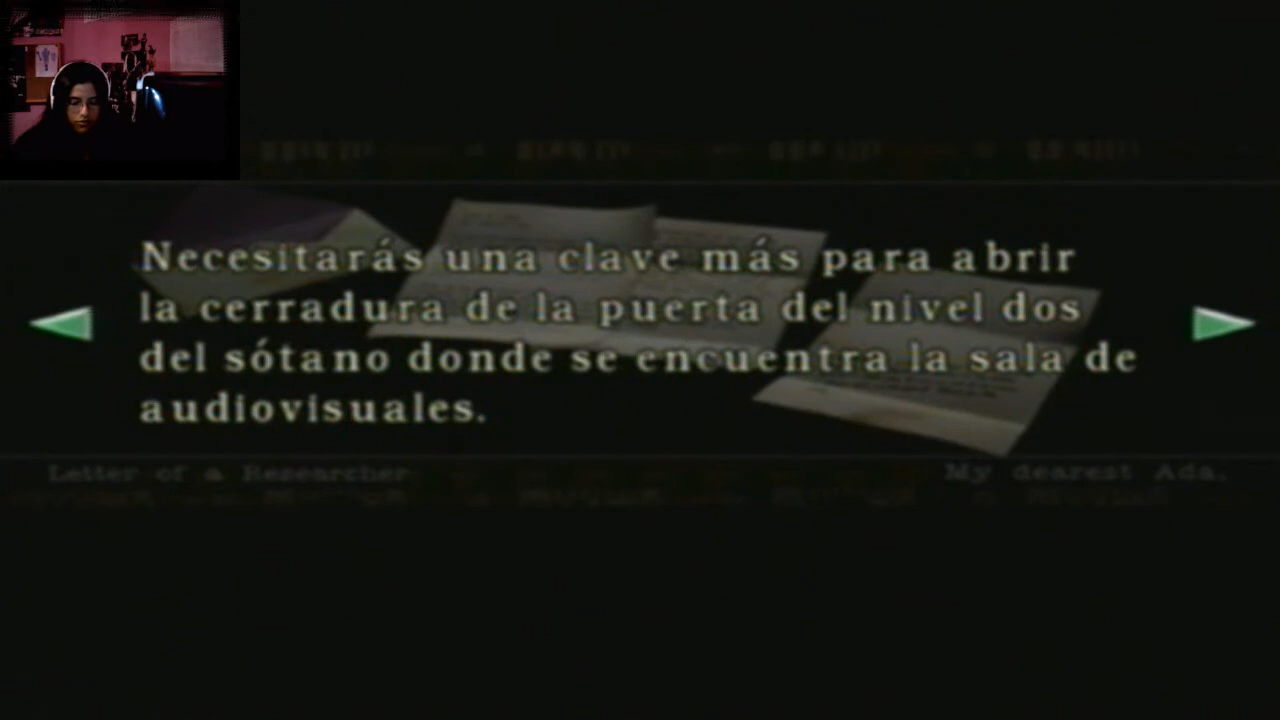 Necesitarás una clave más para abrir
la cerradura de la puerta del nivel dos
del sótano donde se encuentra la sala de
audiovisuales.
Letter of a Researcher
My dearest Ada.